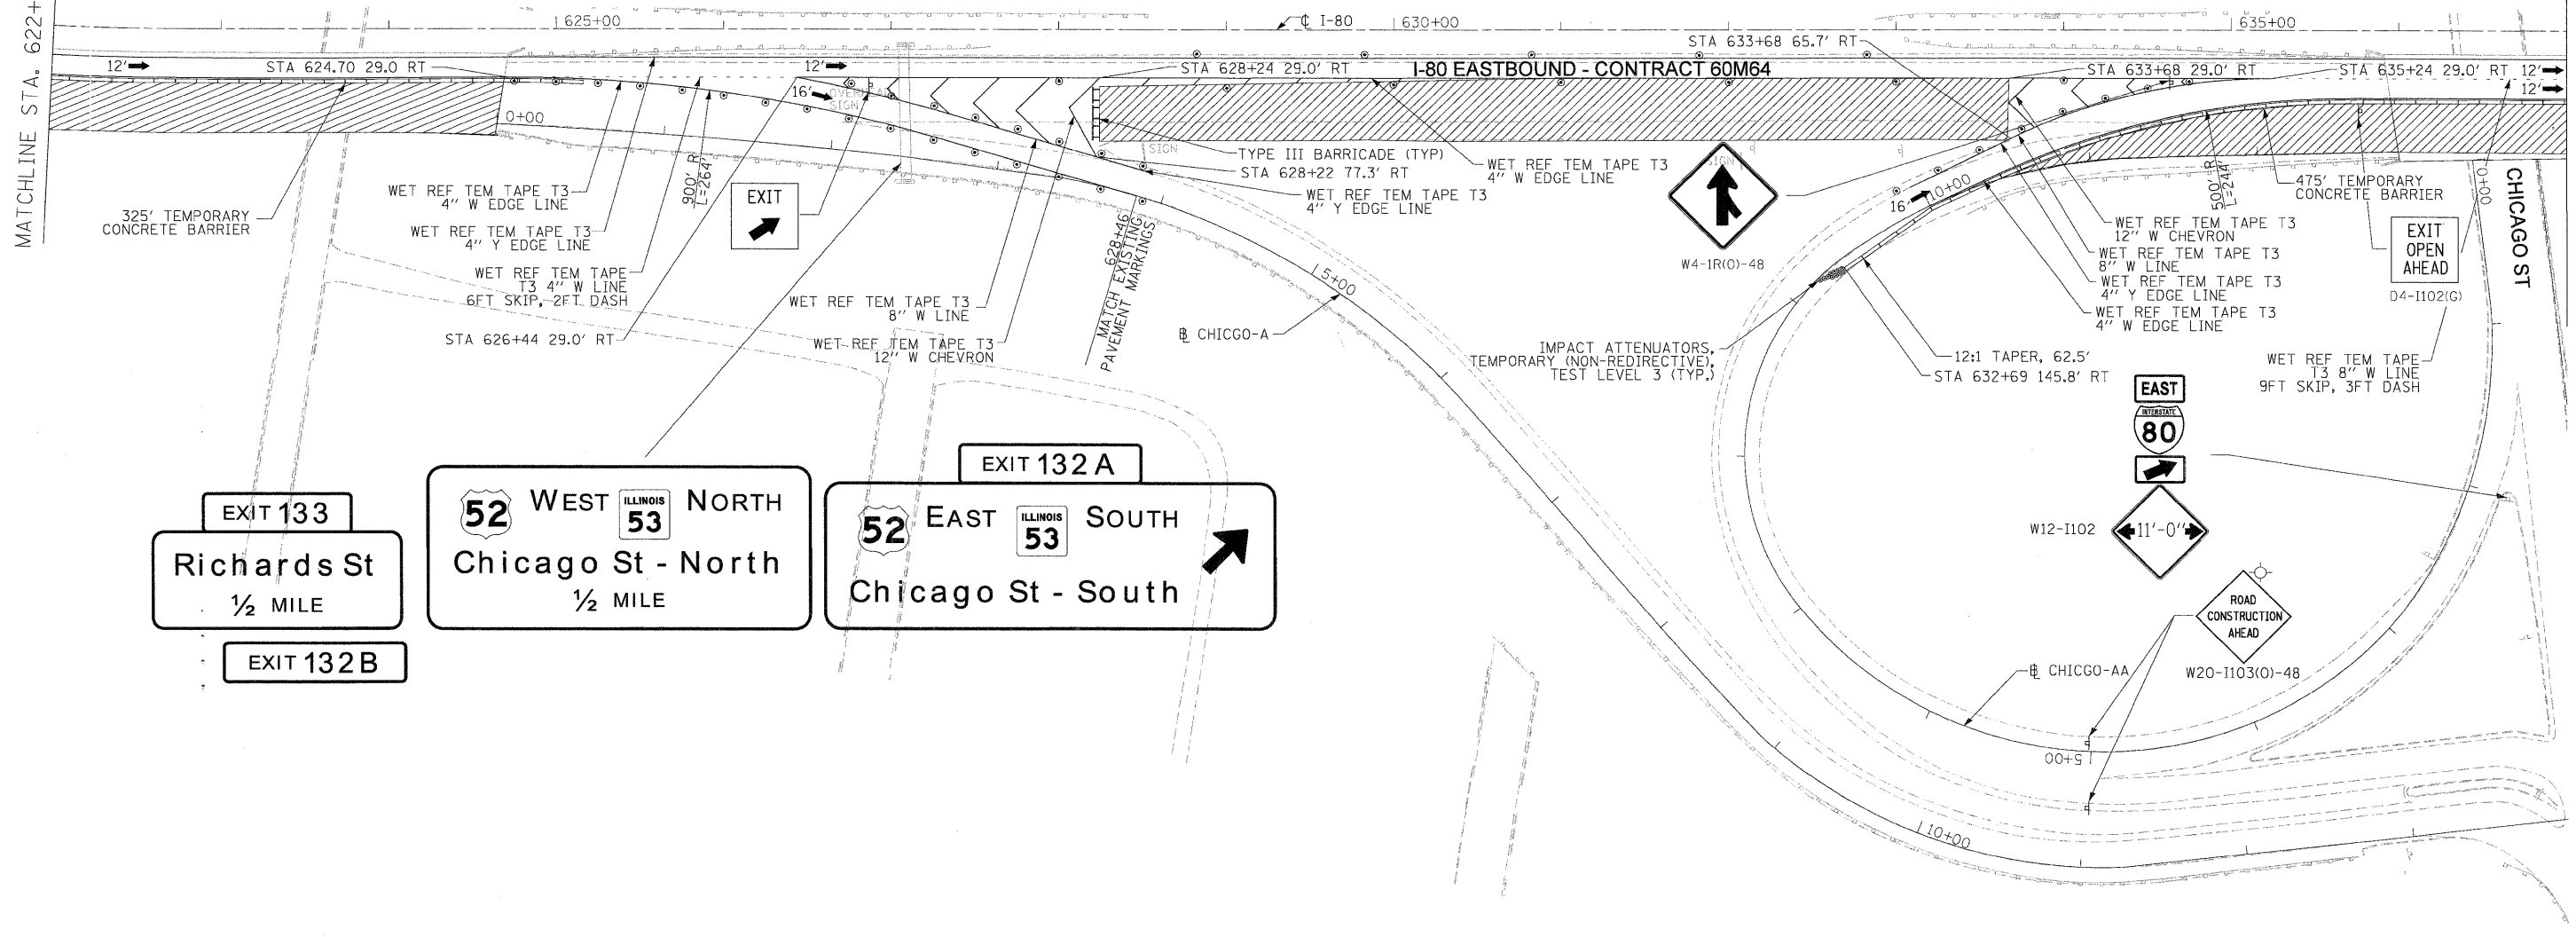 MATCHLINE STA. 622+
625+00
℄ I-80
630+00
635+00
12'
STA 624.70 29.0 RT
12'
STA 628+24 29.0' RT
I-80 EASTBOUND - CONTRACT 60M64
STA 633+68 65.7' RT
STA 633+68 29.0' RT
STA 635+24 29.0' RT
12'
12'
16'
OVERHEAD
SIGN
0+00
900' R
L=264'
325' TEMPORARY
CONCRETE BARRIER
WET REF TEM TAPE T3
4" W EDGE LINE
WET REF TEM TAPE T3
4" Y EDGE LINE
WET REF TEM TAPE
T3 4" W LINE
6FT SKIP, 2FT DASH
STA 626+44 29.0' RT
EXIT
WET REF TEM TAPE T3
8" W LINE
WET REF TEM TAPE T3
12" W CHEVRON
628+46
MATCH EXISTING
PAVEMENT MARKINGS
SIGN
TYPE III BARRICADE (TYP)
STA 628+22 77.3' RT
WET REF TEM TAPE T3
4" Y EDGE LINE
WET REF TEM TAPE T3
4" W EDGE LINE
5+00
BL CHICGO-A
SIGN
W4-1R(O)-48
16'
10+00
500' R
L=244'
475' TEMPORARY
CONCRETE BARRIER
WET REF TEM TAPE T3
12" W CHEVRON
WET REF TEM TAPE T3
8" W LINE
WET REF TEM TAPE T3
4" Y EDGE LINE
WET REF TEM TAPE T3
4" W EDGE LINE
EXIT
OPEN
AHEAD
D4-I102(G)
0+00
CHICAGO ST
IMPACT ATTENUATORS,
TEMPORARY (NON-REDIRECTIVE),
TEST LEVEL 3 (TYP.)
12:1 TAPER, 62.5'
STA 632+69 145.8' RT
WET REF TEM TAPE
T3 8" W LINE
9FT SKIP, 3FT DASH
EAST
INTERSTATE
80
W12-I102
11'-0"
ROAD
CONSTRUCTION
AHEAD
W20-I103(O)-48
BL CHICGO-AA
5+00
10+00
EXIT 133
Richards St
½ MILE
EXIT 132B
52 WEST ILLINOIS 53 NORTH
Chicago St - North
½ MILE
EXIT 132A
52 EAST ILLINOIS 53 SOUTH
Chicago St - South